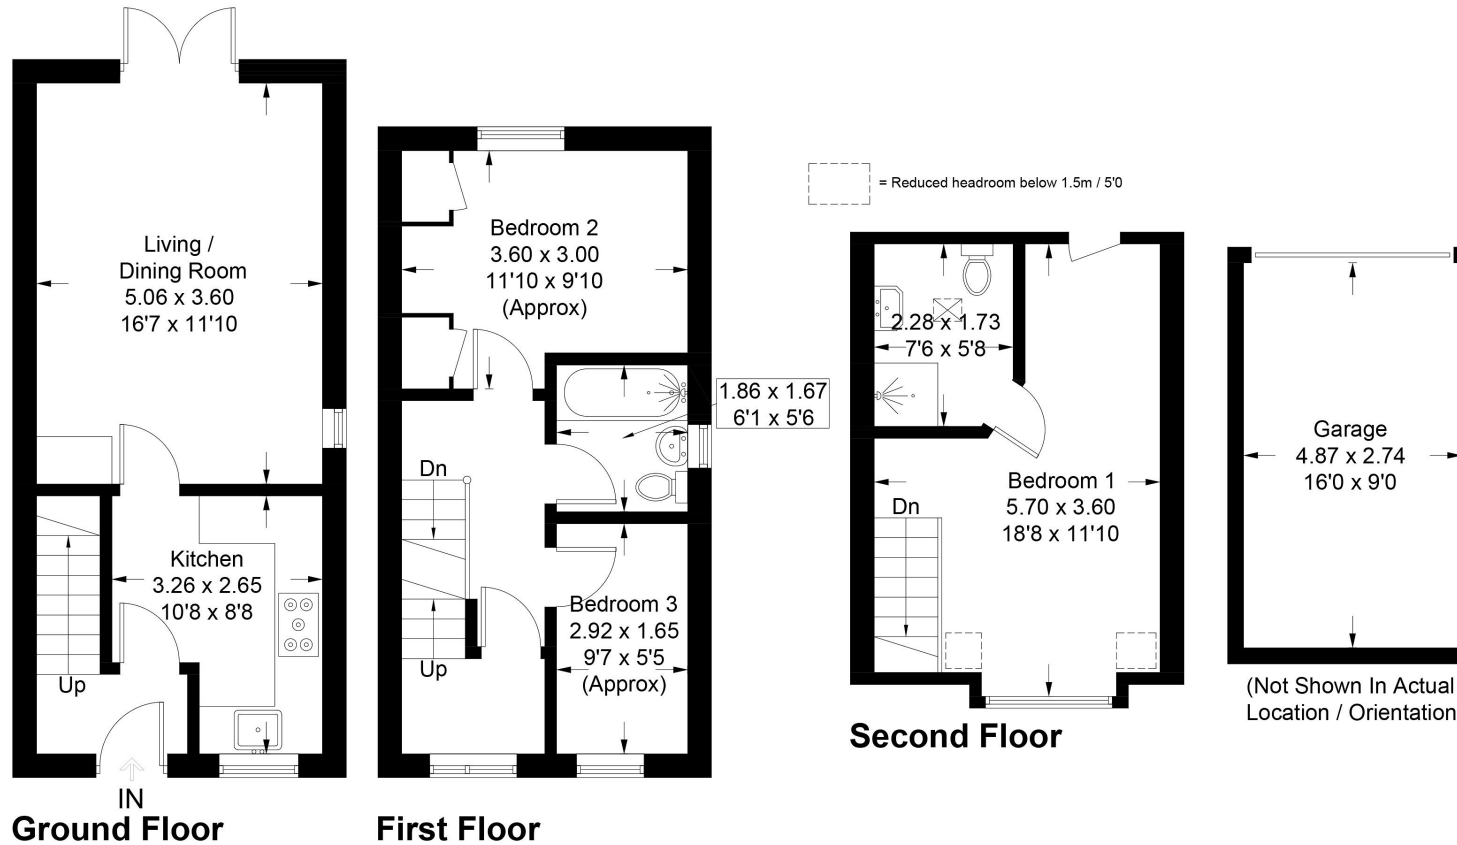 Living /
Dining Room
5.06 x 3.60
16'7 x 11'10
Kitchen
3.26 x 2.65
10'8 x 8'8
Up
IN
Ground Floor
Bedroom 2
3.60 x 3.00
11'10 x 9'10
(Approx)
1.86 x 1.67
6'1 x 5'6
Dn
Up
Bedroom 3
2.92 x 1.65
9'7 x 5'5
(Approx)
First Floor
= Reduced headroom below 1.5m / 5'0
2.28 x 1.73
7'6 x 5'8
Bedroom 1
5.70 x 3.60
18'8 x 11'10
Dn
Second Floor
Garage
4.87 x 2.74
16'0 x 9'0
(Not Shown In Actual
Location / Orientation